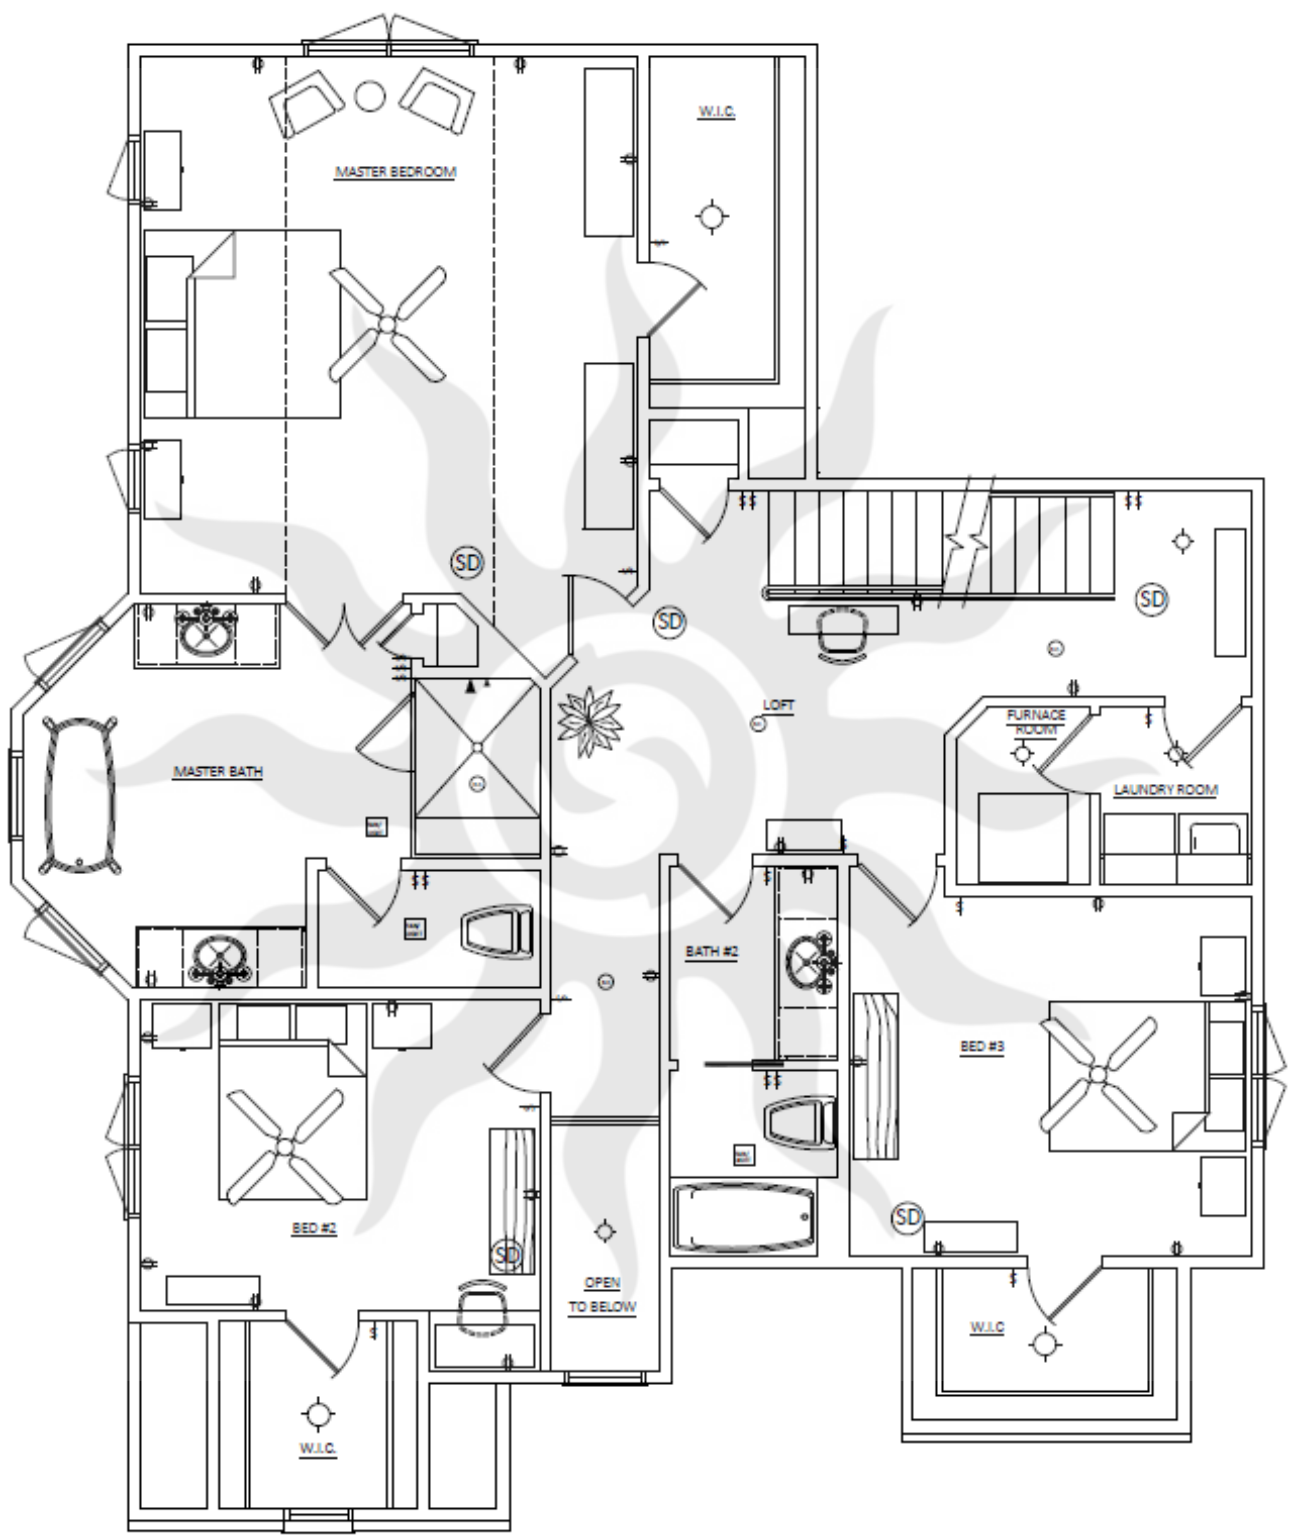 W.I.C.
MASTER BEDROOM
$$
$$
SD
SD
SD
LOFT
FURNACE
ROOM
$
MASTER BATH
LAUNDRY ROOM
$
$$
$
$
BATH #2
BED #3
$$
SD
BED #2
SD
OPEN
TO BELOW
$
W.I.C
$
W.I.C.